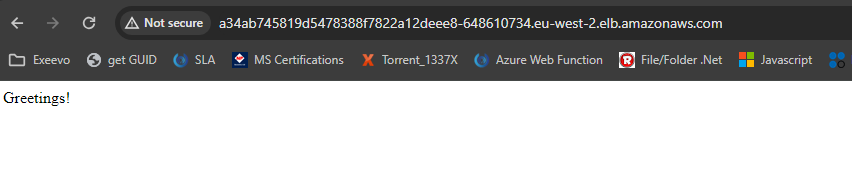 Not secure a34ab745819d5478388f7822a12deee8-648610734.eu-west-2.elb.amazonaws.com
Exeevo get GUID SLA MS Certifications Torrent_1337X Azure Web Function File/Folder .Net Javascript
Greetings!